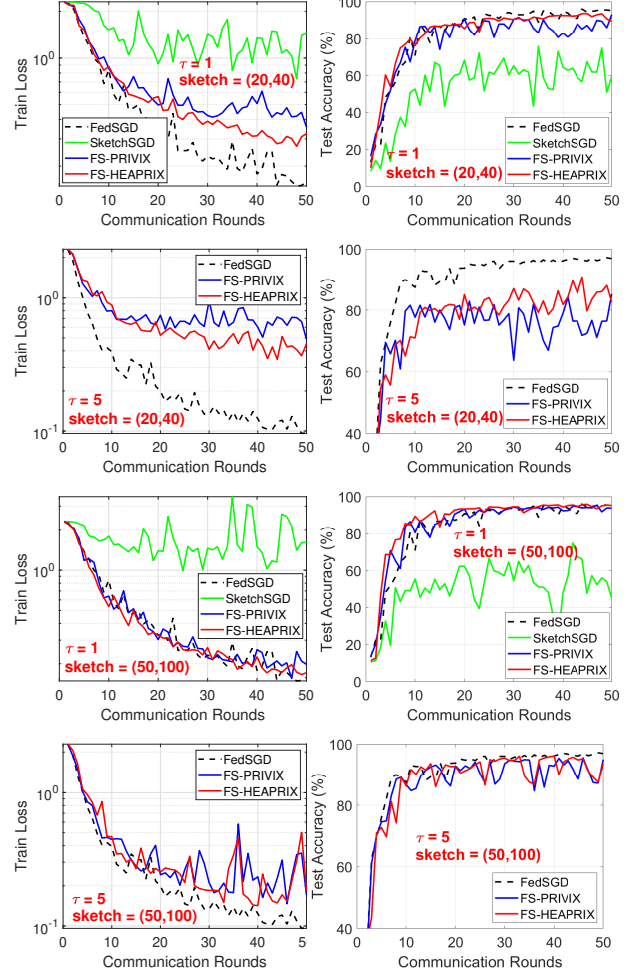 Train Loss
10^0
τ = 1
sketch = (20,40)
FedSGD
SketchSGD
FS-PRIVIX
FS-HEAPRIX
0 10 20 30 40 50
Communication Rounds
Test Accuracy (%)
100
80
60
40
20
0
τ = 1
sketch = (20,40)
FedSGD
SketchSGD
FS-PRIVIX
FS-HEAPRIX
0 10 20 30 40 50
Communication Rounds
Train Loss
10^0
10^-1
FedSGD
FS-PRIVIX
FS-HEAPRIX
τ = 5
sketch = (20,40)
0 10 20 30 40 50
Communication Rounds
Test Accuracy (%)
100
80
60
40
τ = 5
sketch = (20,40)
FedSGD
FS-PRIVIX
FS-HEAPRIX
0 10 20 30 40 50
Communication Rounds
Train Loss
10^0
FedSGD
SketchSGD
FS-PRIVIX
FS-HEAPRIX
τ = 1
sketch = (50,100)
0 10 20 30 40 50
Communication Rounds
Test Accuracy (%)
100
80
60
40
20
0
τ = 1
sketch = (50,100)
FedSGD
SketchSGD
FS-PRIVIX
FS-HEAPRIX
0 10 20 30 40 50
Communication Rounds
Train Loss
10^0
10^-1
FedSGD
FS-PRIVIX
FS-HEAPRIX
τ = 5
sketch = (50,100)
0 10 20 30 40 5
Communication Rounds
Test Accuracy (%)
100
80
60
40
τ = 5
sketch = (50,100)
FedSGD
FS-PRIVIX
FS-HEAPRIX
0 10 20 30 40 50
Communication Rounds